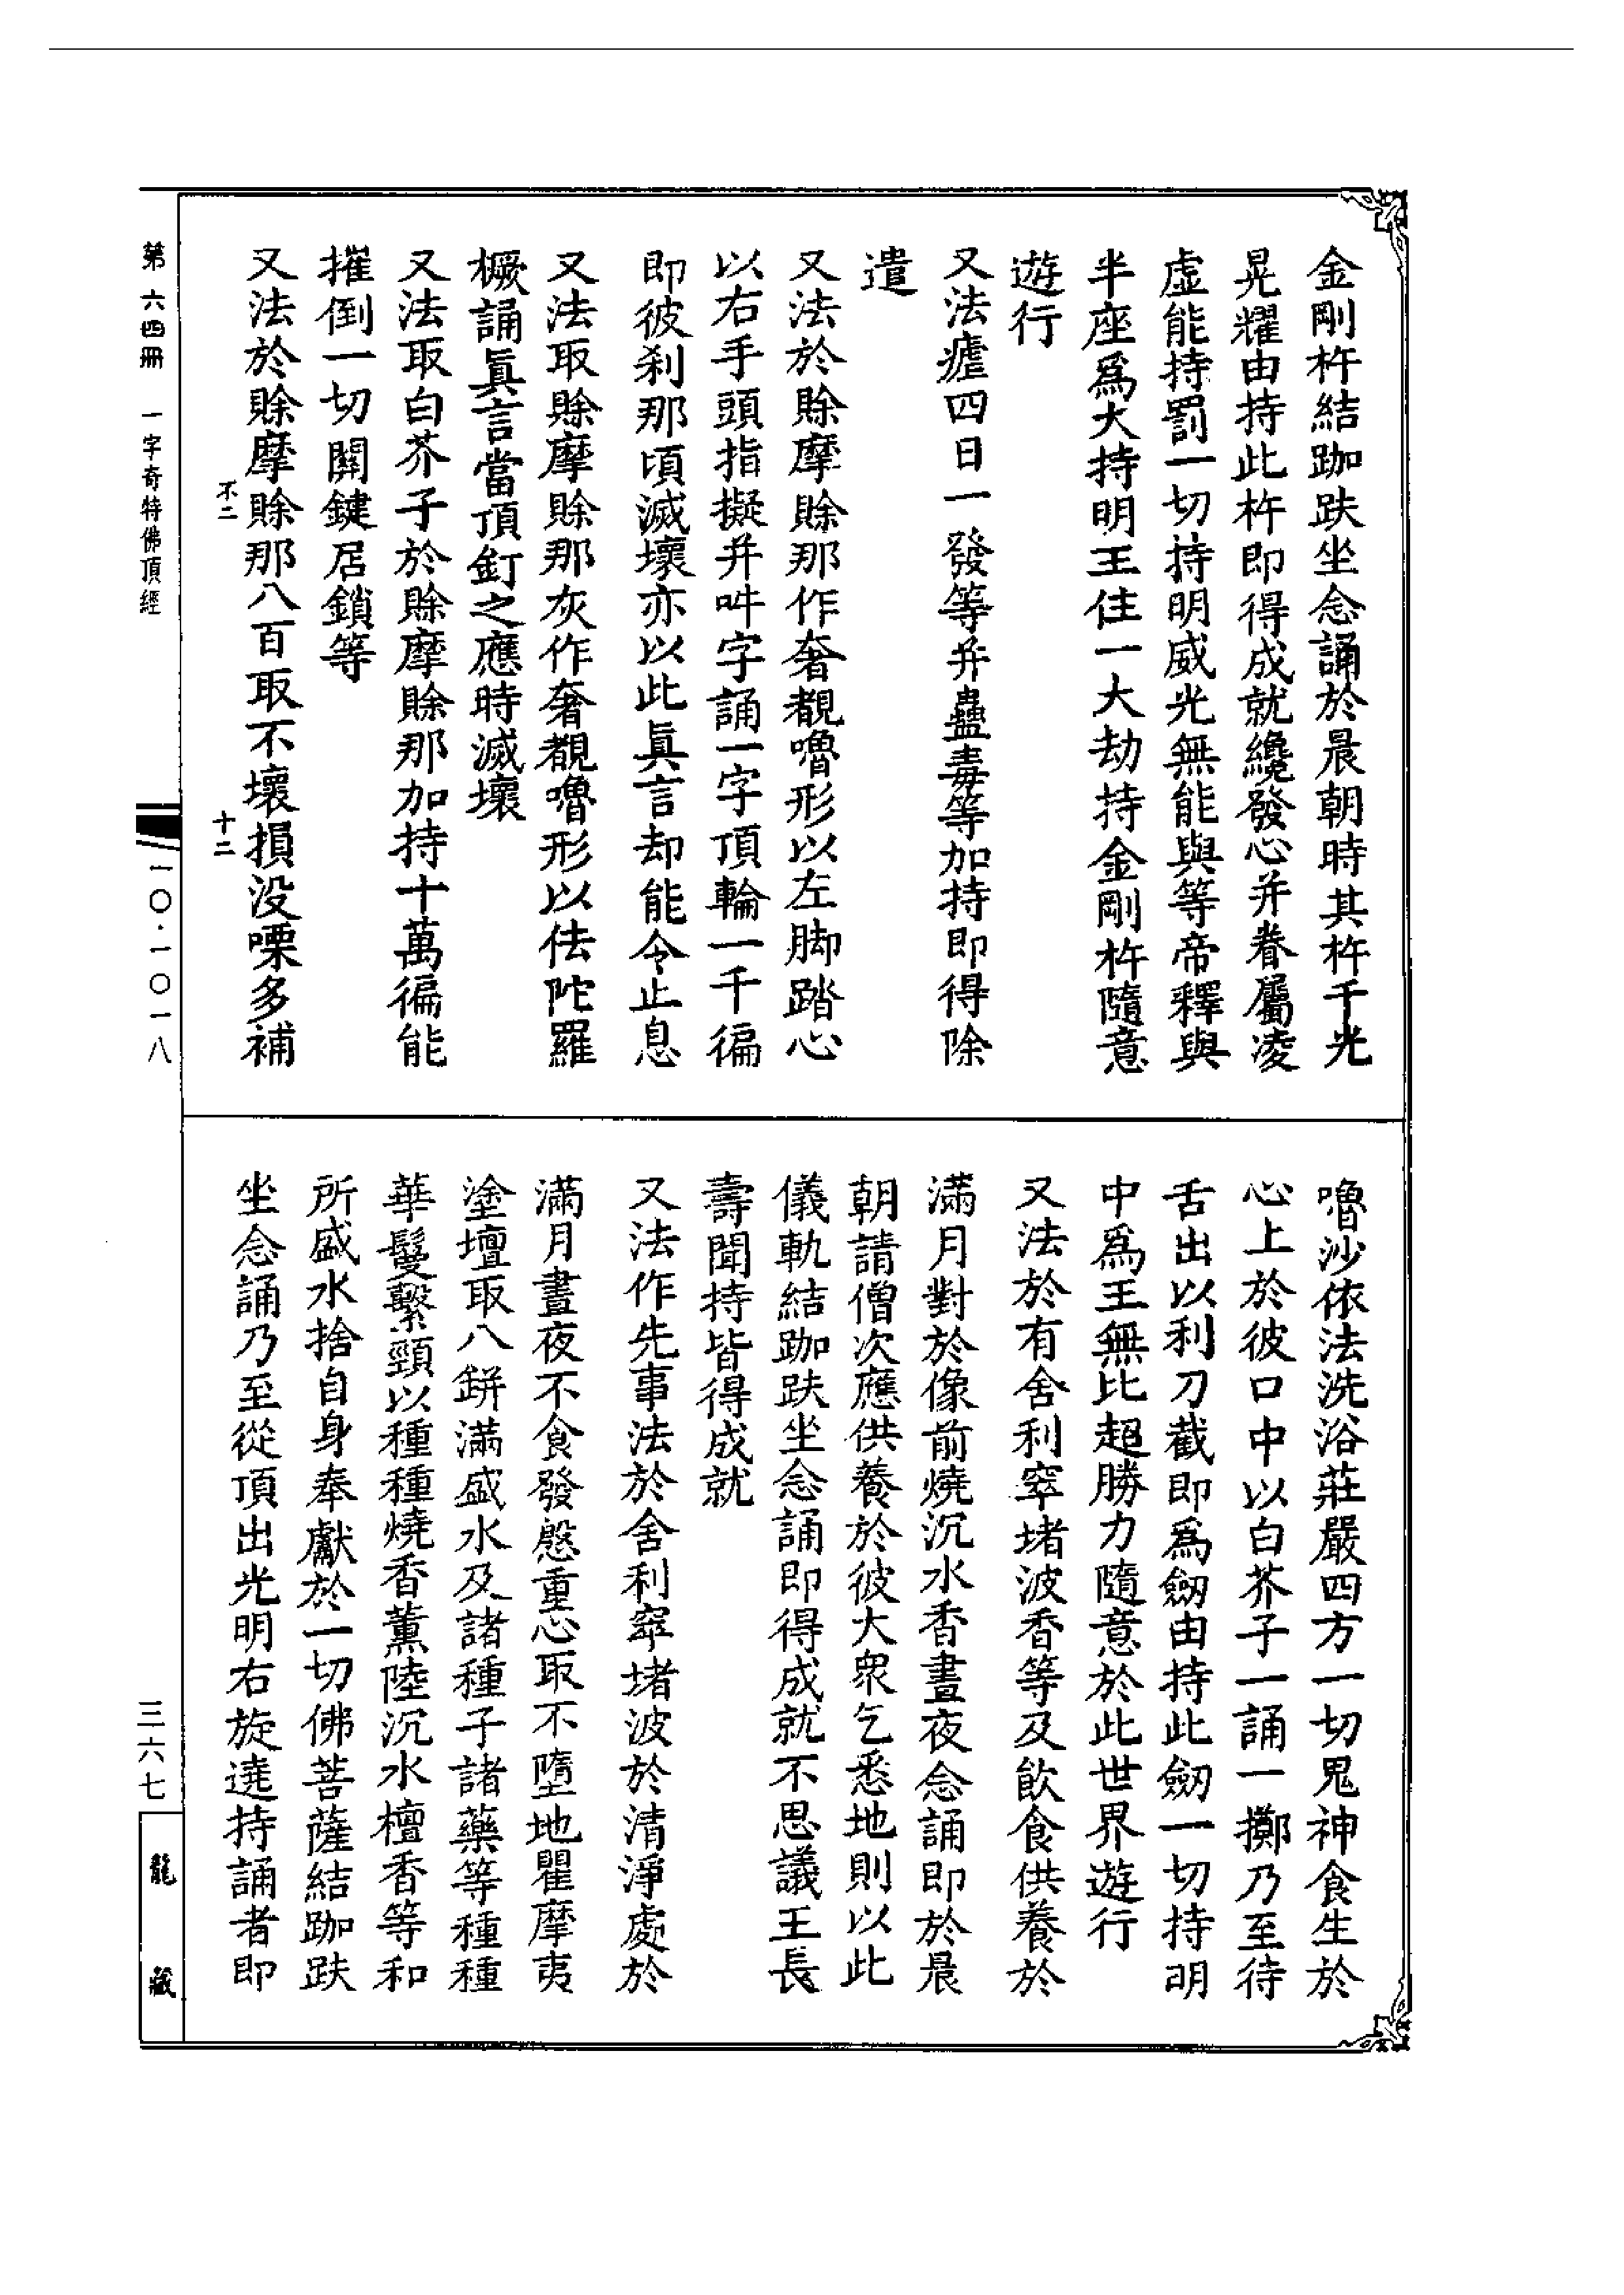 金剛杵結跏趺坐念誦於晨朝時其杵千光
晃耀由持此杵即得成就纔發心并眷屬凌
虛能持罰一切持明威光無能與等帝釋與
半座爲大持明王住一大劫持金剛杵隨意
遊行
又法瘧四日一發等并蠱毒等加持即得除
遣
又法於賒摩賒那作奢覩嚕形以左脚踏心
以右手頭指擬并吽字誦一字頂輪一千徧
即彼刹那頃滅壞亦以此眞言却能令止息
又法取賒摩賒那灰作奢覩嚕形以佉陀羅
橛誦眞言當頂釘之應時滅壞
又法取白芥子於賒摩賒那加持十萬徧能
摧倒一切關鍵居鎖等
又法於賒摩賒那八百取不壞損没㗚多補
不二
十二
嚕沙依法洗浴莊嚴四方一切鬼神食生於
心上於彼口中以白芥子一誦一擲乃至待
舌出以利刀截即爲劒由持此劒一切持明
中爲王無比超勝力隨意於此世界遊行
又法於有舍利窣堵波香等及飲食供養於
滿月對於像前燒沉水香晝夜念誦即於晨
朝請僧次應供養於彼大衆乞悉地則以此
儀軌結跏趺坐念誦即得成就不思議王長
壽聞持皆得成就
又法作先事法於舍利窣堵波於清淨處於
滿月晝夜不食發慇重心取不墮地瞿摩夷
塗壇取八缾滿盛水及諸種子諸藥等種種
華鬘繫頸以種種燒香薰陸沉水檀香等和
所盛水捨自身奉獻於一切佛菩薩結跏趺
坐念誦乃至從頂出光明右旋遶持誦者即
第六四冊　一字奇特佛頂經
一〇·一〇一八
三六七
龍藏